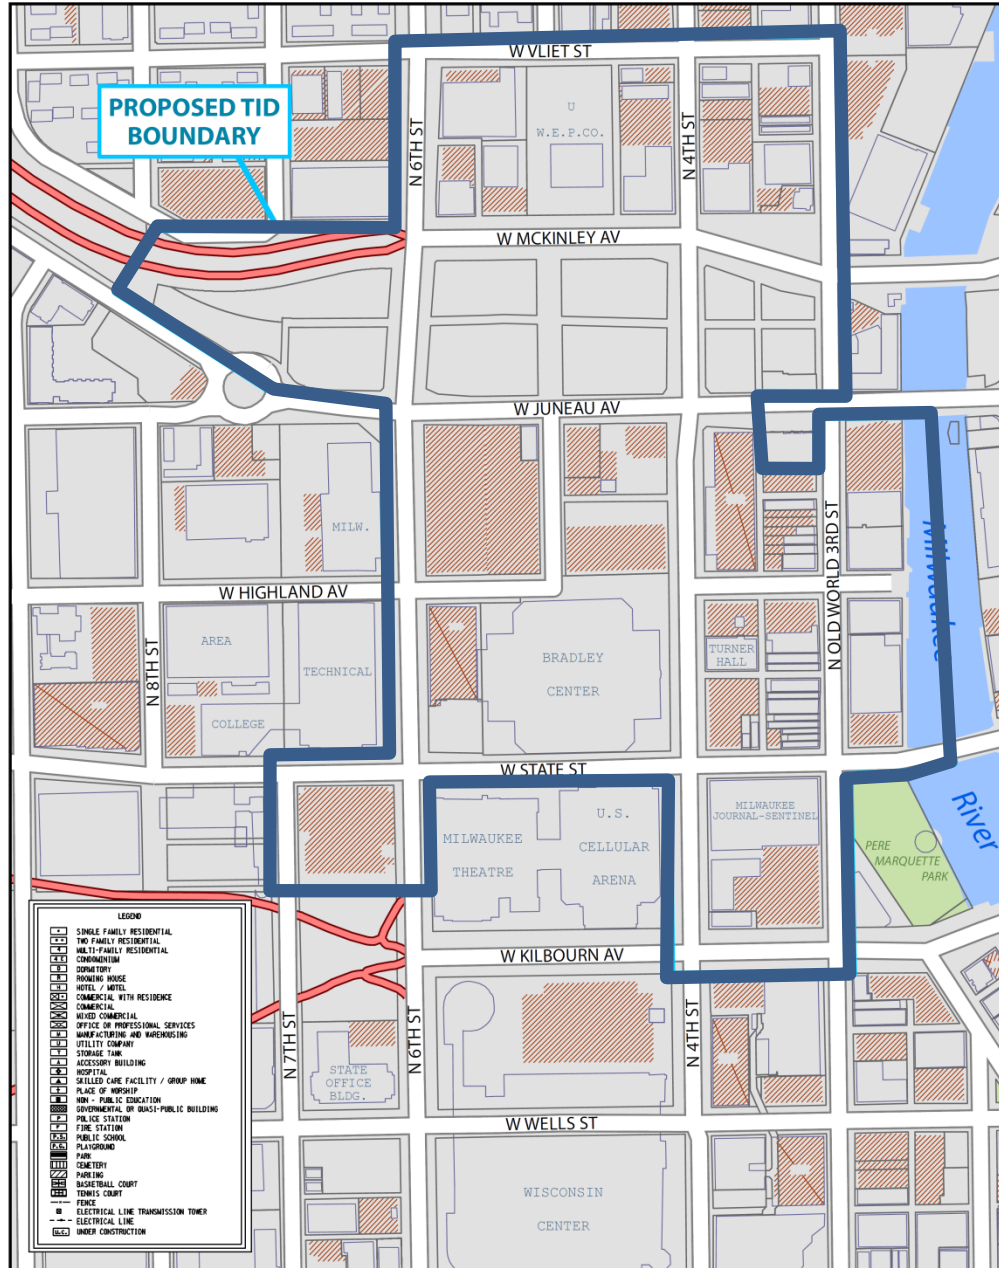 W VLIET ST
PROPOSED TID
BOUNDARY
N 6TH ST
N 4TH ST
U
W.E.P.CO.
W MCKINLEY AV
W JUNEAU AV
MILW.
N OLD WORLD 3RD ST
Milwaukee
W HIGHLAND AV
AREA
TECHNICAL
COLLEGE
N 8TH ST
BRADLEY
CENTER
TURNER
HALL
W STATE ST
MILWAUKEE
THEATRE
U.S.
CELLULAR
ARENA
MILWAUKEE
JOURNAL-SENTINEL
River
PERE
MARQUETTE
PARK
W KILBOURN AV
N 7TH ST
N 6TH ST
N 4TH ST
STATE
OFFICE
BLDG.
W WELLS ST
WISCONSIN
CENTER
LEGEND
SINGLE FAMILY RESIDENTIAL
TWO FAMILY RESIDENTIAL
MULTI-FAMILY RESIDENTIAL
CONDOMINIUM
DORMITORY
ROOMING HOUSE
H HOTEL / MOTEL
COMMERCIAL WITH RESIDENCE
COMMERCIAL
MIXED COMMERCIAL
OFFICE OR PROFESSIONAL SERVICES
M MANUFACTURING AND WAREHOUSING
U UTILITY COMPANY
T STORAGE TANK
A ACCESSORY BUILDING
HOSPITAL
SKILLED CARE FACILITY / GROUP HOME
PLACE OF WORSHIP
NON - PUBLIC EDUCATION
GOVERNMENTAL OR QUASI-PUBLIC BUILDING
P POLICE STATION
F FIRE STATION
P.S. PUBLIC SCHOOL
P.G. PLAYGROUND
PARK
CEMETERY
PARKING
BASKETBALL COURT
TENNIS COURT
FENCE
ELECTRICAL LINE TRANSMISSION TOWER
ELECTRICAL LINE
U.C. UNDER CONSTRUCTION